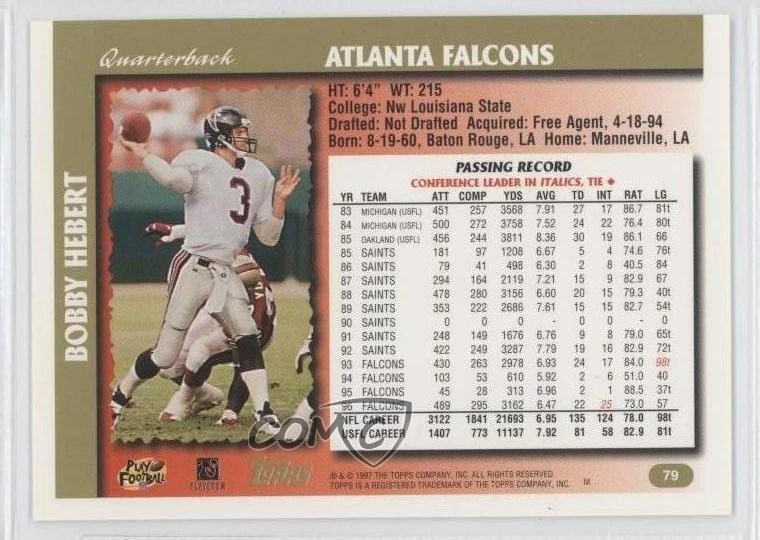 Quarterback ATLANTA FALCONS
HT: 6'4" WT: 215
College: Nw Louisiana State
Drafted: Not Drafted Acquired: Free Agent, 4-18-94
Born: 8-19-60, Baton Rouge, LA Home: Manneville, LA
BOBBY HEBERT
3
PASSING RECORD
CONFERENCE LEADER IN ITALICS, TIE ♦
YR TEAM ATT COMP YDS AVG TD INT RAT LG
83 MICHIGAN (USFL) 451 257 3568 7.91 27 17 86.7 81t
84 MICHIGAN (USFL) 500 272 3758 7.52 24 22 76.4 80t
85 OAKLAND (USFL) 456 244 3811 8.36 30 19 86.1 66
85 SAINTS 181 97 1208 6.67 5 4 74.6 76t
86 SAINTS 79 41 498 6.30 2 8 40.5 84
87 SAINTS 294 164 2119 7.21 15 9 82.9 67
88 SAINTS 478 280 3156 6.60 20 15 79.3 40t
89 SAINTS 353 222 2686 7.61 15 15 82.7 54t
90 SAINTS 0 0 0 - 0 0 - 0
91 SAINTS 248 149 1676 6.76 9 8 79.0 65t
92 SAINTS 422 249 3287 7.79 19 16 82.9 72t
93 FALCONS 430 263 2978 6.93 24 17 84.0 98t
94 FALCONS 103 53 610 5.92 2 6 51.0 40
95 FALCONS 45 28 313 6.96 2 1 88.5 37t
96 FALCONS 489 295 3162 6.47 22 25 73.0 57
NFL CAREER 3122 1841 21693 6.95 135 124 78.0 98t
USFL CAREER 1407 773 11137 7.92 81 58 82.9 81t
COMC
PLAY FOOTBALL
PLAYERS
Topps
® & © 1997 THE TOPPS COMPANY, INC. ALL RIGHTS RESERVED.
TOPPS IS A REGISTERED TRADEMARK OF THE TOPPS COMPANY, INC. M
79